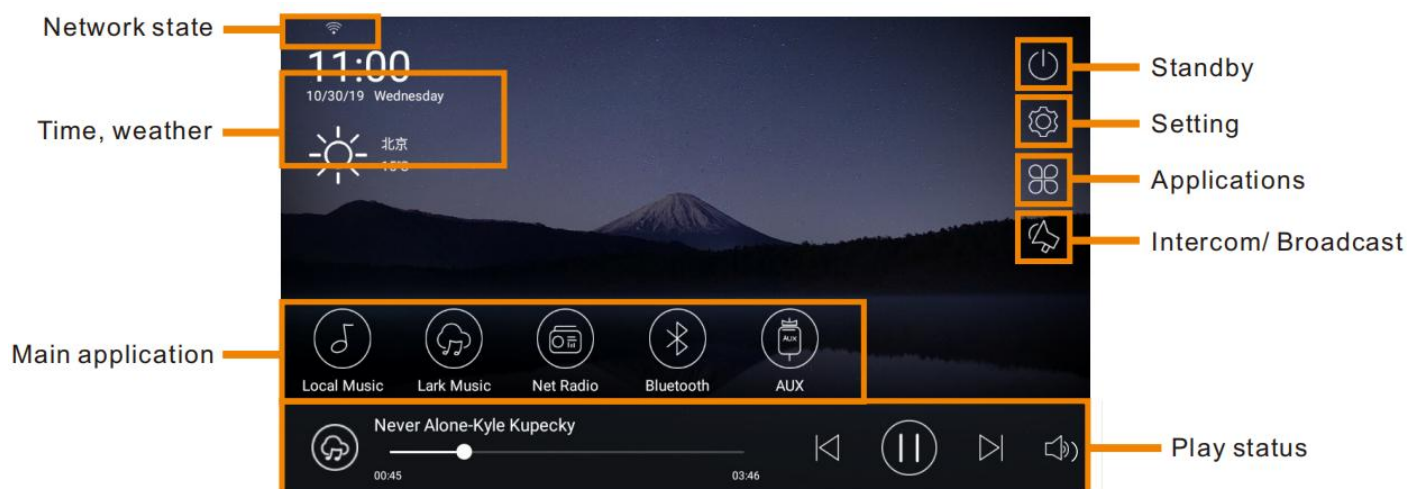 Network state
11:00
10/30/19 Wednesday
Time, weather
北京
15℃
Standby
Setting
Applications
Intercom/ Broadcast
Main application
AUX
Local Music
Lark Music
Net Radio
Bluetooth
AUX
Never Alone-Kyle Kupecky
00:45
03:46
Play status